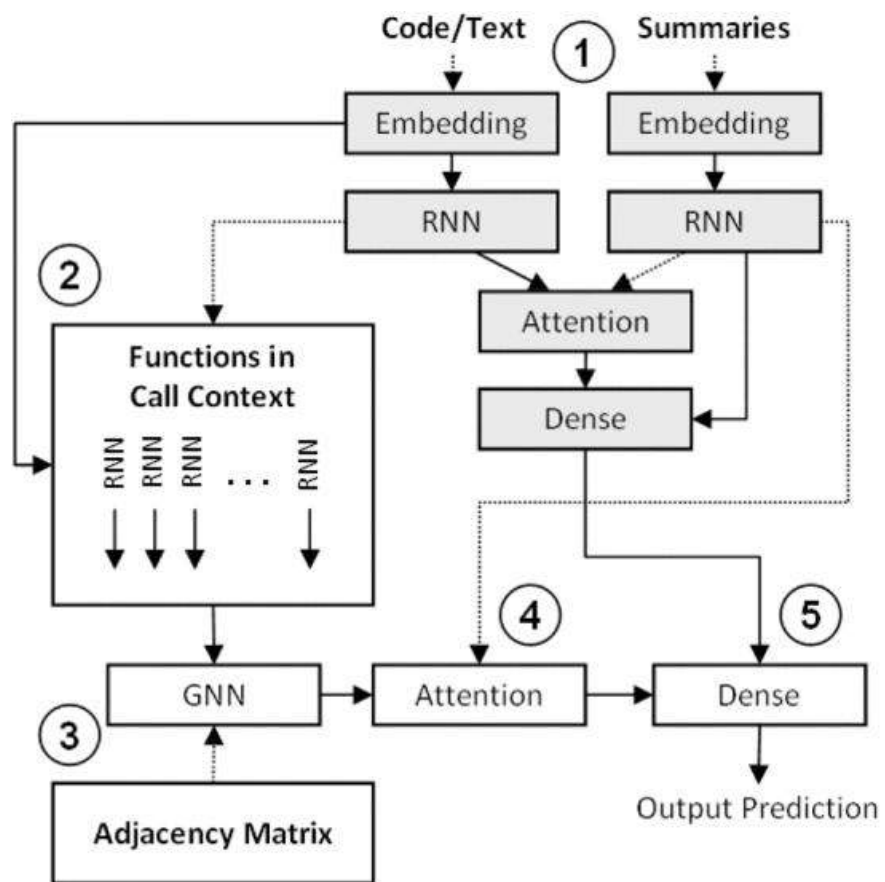 Code/Text
Summaries
1
Embedding
Embedding
RNN
RNN
2
Attention
Functions in
Call Context
Dense
RNN RNN RNN ... RNN
4
5
GNN
Attention
Dense
3
Adjacency Matrix
Output Prediction